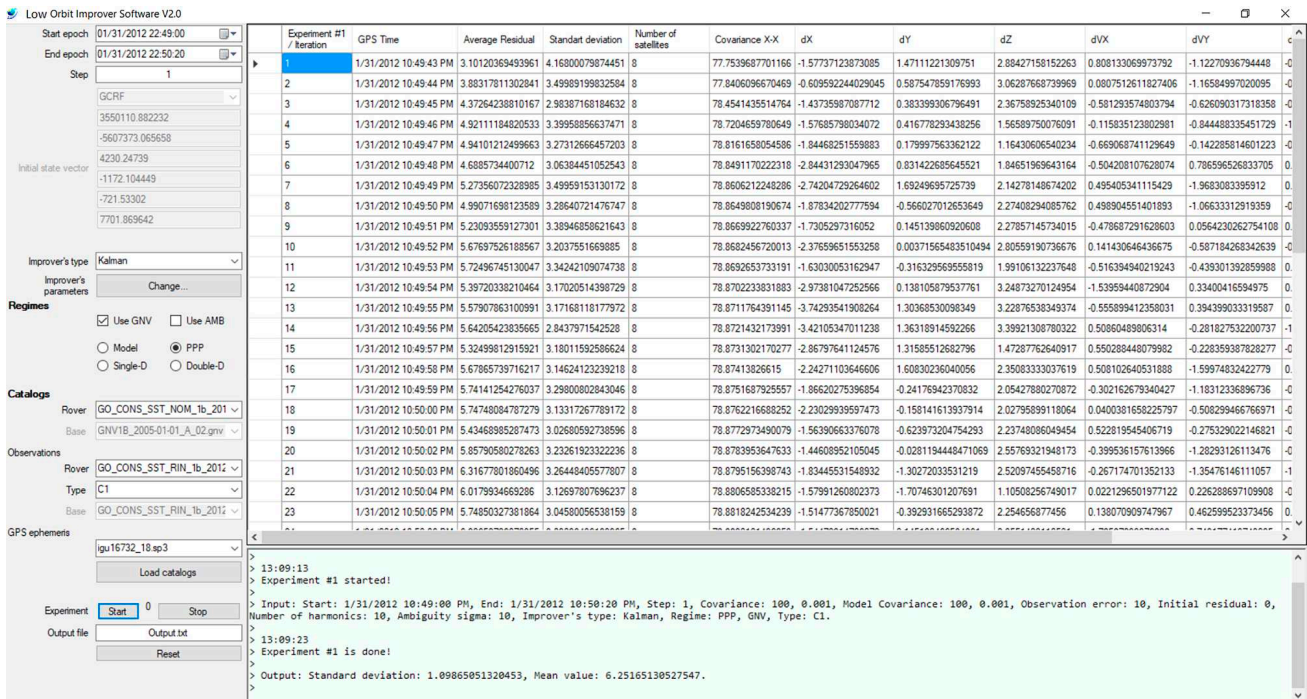 Low Orbit Improver Software V2.0
Start epoch 01/31/2012 22:49:00
End epoch 01/31/2012 22:50:20
Step 1
GCRF
3550110.882232
-5607373.065658
Initial state vector 4230.24739
-1172.104449
-721.53302
7701.869642
Improver's type Kalman
Improver's parameters Change...
Regimes
Use GNV Use AMB
Model PPP
Single-D Double-D
Catalogs
Rover GO_CONS_SST_NOM_1b_201
Base GNV1B_2005-01-01_A_02.gnv
Observations
Rover GO_CONS_SST_RIN_1b_2012
Type C1
Base GO_CONS_SST_RIN_1b_2012
GPS ephemeris
igu16732_18.sp3
Load catalogs
Experiment Start 0 Stop
Output file Output.txt
Reset
Experiment #1 / Iteration GPS Time Average Residual Standart deviation Number of satellites Covariance X-X dX dY dZ dVX dVY
1 1/31/2012 10:49:43 PM 3.10120369493961 4.16800079874451 8 77.7539687701166 -1.57737123873085 1.47111221309751 2.88427158152263 0.808133069973792 -1.12270936794448 -0
2 1/31/2012 10:49:44 PM 3.88317811302841 3.49989199832584 8 77.8406096670469 -0.609592244029045 0.587547859176993 3.06287668739969 0.0807512611827406 -1.16584997020095 -0
3 1/31/2012 10:49:45 PM 4.37264238810167 2.98387168184632 8 78.4541435514764 -1.43735987087712 0.383399306796491 2.36758925340109 -0.581293574803794 -0.626090317318358 -0
4 1/31/2012 10:49:46 PM 4.92111184820533 3.39958856637471 8 78.7204659780649 -1.57685798034072 0.416778293438256 1.56589750076091 -0.115835123802981 -0.844488335451729 -1
5 1/31/2012 10:49:47 PM 4.94101212499663 3.27312666457203 8 78.8161658054586 -1.84468251559883 0.179997563362122 1.16430606540234 -0.669068741129649 -0.142285814601223 -0
6 1/31/2012 10:49:48 PM 4.6885734400712 3.06384451052543 8 78.8491170222318 -2.84431293047965 0.831422685645521 1.84651969643164 -0.504208107628074 0.786596526833705 0.
7 1/31/2012 10:49:49 PM 5.27356072328985 3.49959153130172 8 78.8606212248286 -2.74204729264602 1.69249695725739 2.14278148674202 0.495405341115429 -1.9683083395912 0.
8 1/31/2012 10:49:50 PM 4.99071698123589 3.28640721476747 8 78.8649808190674 -1.87834202777594 -0.566027012653649 2.27408294085762 0.498904551401893 -1.06633312919359 -0
9 1/31/2012 10:49:51 PM 5.23093559127301 3.38946858621643 8 78.8669922760337 -1.7305297316052 0.145139860920608 2.27857145734015 -0.478687291628603 0.0564230262754108 0.
10 1/31/2012 10:49:52 PM 5.67697526188567 3.2037551669885 8 78.8682456720013 -2.37659651553258 0.00371565483510494 2.80559190736676 0.141430646436675 -0.587184268342639 -0
11 1/31/2012 10:49:53 PM 5.72496745130047 3.34242109074738 8 78.8692653733191 -1.63030053162947 -0.316329569555819 1.99106132237648 -0.516394940219243 -0.439301392859988 0.
12 1/31/2012 10:49:54 PM 5.39720338210464 3.17020514398729 8 78.8702233831883 -2.97381047252566 0.138105879537761 3.24873270124954 -1.53959440872904 0.33400416594975 0.
13 1/31/2012 10:49:55 PM 5.57907863100991 3.17168118177972 8 78.8711764391145 -3.74293541908264 1.30368530098349 3.22876538349374 -0.555899412358031 0.394399033319587 0.
14 1/31/2012 10:49:56 PM 5.64205423835665 2.8437971542528 8 78.8721432173991 -3.42105347011238 1.36318914592266 3.39921308780322 0.50860489806314 -0.281827532200737 -1
15 1/31/2012 10:49:57 PM 5.32499812915921 3.18011592586624 8 78.8731302170277 -2.86797641124576 1.31585512682796 1.47287762640917 0.550288448079982 -0.228359387828277 -0
16 1/31/2012 10:49:58 PM 5.67865739716217 3.14624123239218 8 78.87413826615 -2.24271103646606 1.60830236040056 2.35083333037619 0.508102640531888 -1.59974832422779 0.
17 1/31/2012 10:49:59 PM 5.74141254276037 3.29800802843046 8 78.8751687925557 -1.86620275396854 -0.24176942370832 2.05427880270872 -0.302162679340427 -1.18312336896736 -0
18 1/31/2012 10:50:00 PM 5.74748084787279 3.13317267789172 8 78.8762216688252 -2.23029939597473 -0.158141613937914 2.02795899118064 0.0400381658225797 -0.508299466766971 -0
19 1/31/2012 10:50:01 PM 5.43468985287473 3.02680592738596 8 78.8772973490079 -1.56390663376078 -0.623973204754293 2.23748086049454 0.522819545406719 -0.275329022146821 -0
20 1/31/2012 10:50:02 PM 5.85790580278263 3.23261923322236 8 78.8783953647533 -1.44608952105045 -0.0281194448471069 2.55769321948173 -0.399536157613966 -1.28293126113476 -0
21 1/31/2012 10:50:03 PM 6.31677801860496 3.26448405577807 8 78.8795156398743 -1.83445531548932 -1.30272033531219 2.52097455458716 -0.267174701352133 -1.35476146111057 -1
22 1/31/2012 10:50:04 PM 6.0179934669286 3.12697807696237 8 78.8806585338215 -1.57991260802373 -1.70746301207691 1.10508256749017 0.0221296501977122 0.226288697109908 -0
23 1/31/2012 10:50:05 PM 5.74850327381864 3.04580056538159 8 78.8818242534239 -1.51477367850021 -0.392931665293872 2.254656877456 0.138070909747967 0.462599523373456 0.
>
> 13:09:13
> Experiment #1 started!
>
> Input: Start: 1/31/2012 10:49:00 PM, End: 1/31/2012 10:50:20 PM, Step: 1, Covariance: 100, 0.001, Model Covariance: 100, 0.001, Observation error: 10, Initial residual: 0,
Number of harmonics: 10, Ambiguity sigma: 10, Improver's type: Kalman, Regime: PPP, GNV, Type: C1.
>
> 13:09:23
> Experiment #1 is done!
>
> Output: Standard deviation: 1.09865051320453, Mean value: 6.25165130527547.
>